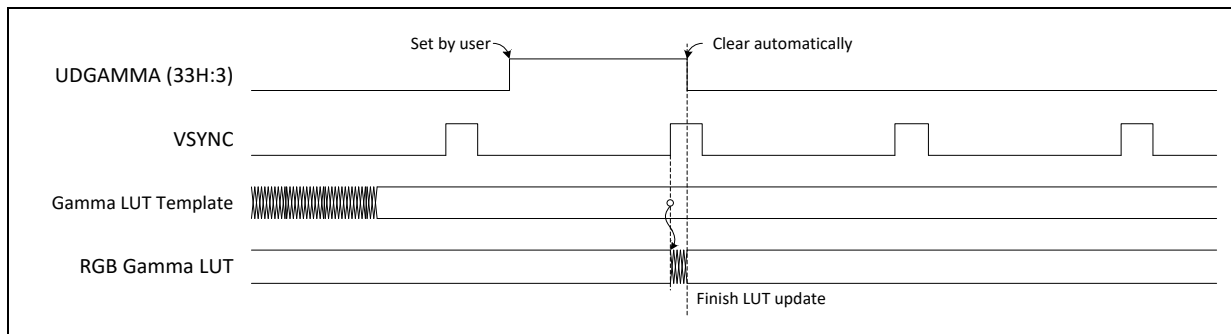 Set by user
Clear automatically
UDGAMMA (33H:3)
VSYNC
Gamma LUT Template
RGB Gamma LUT
Finish LUT update